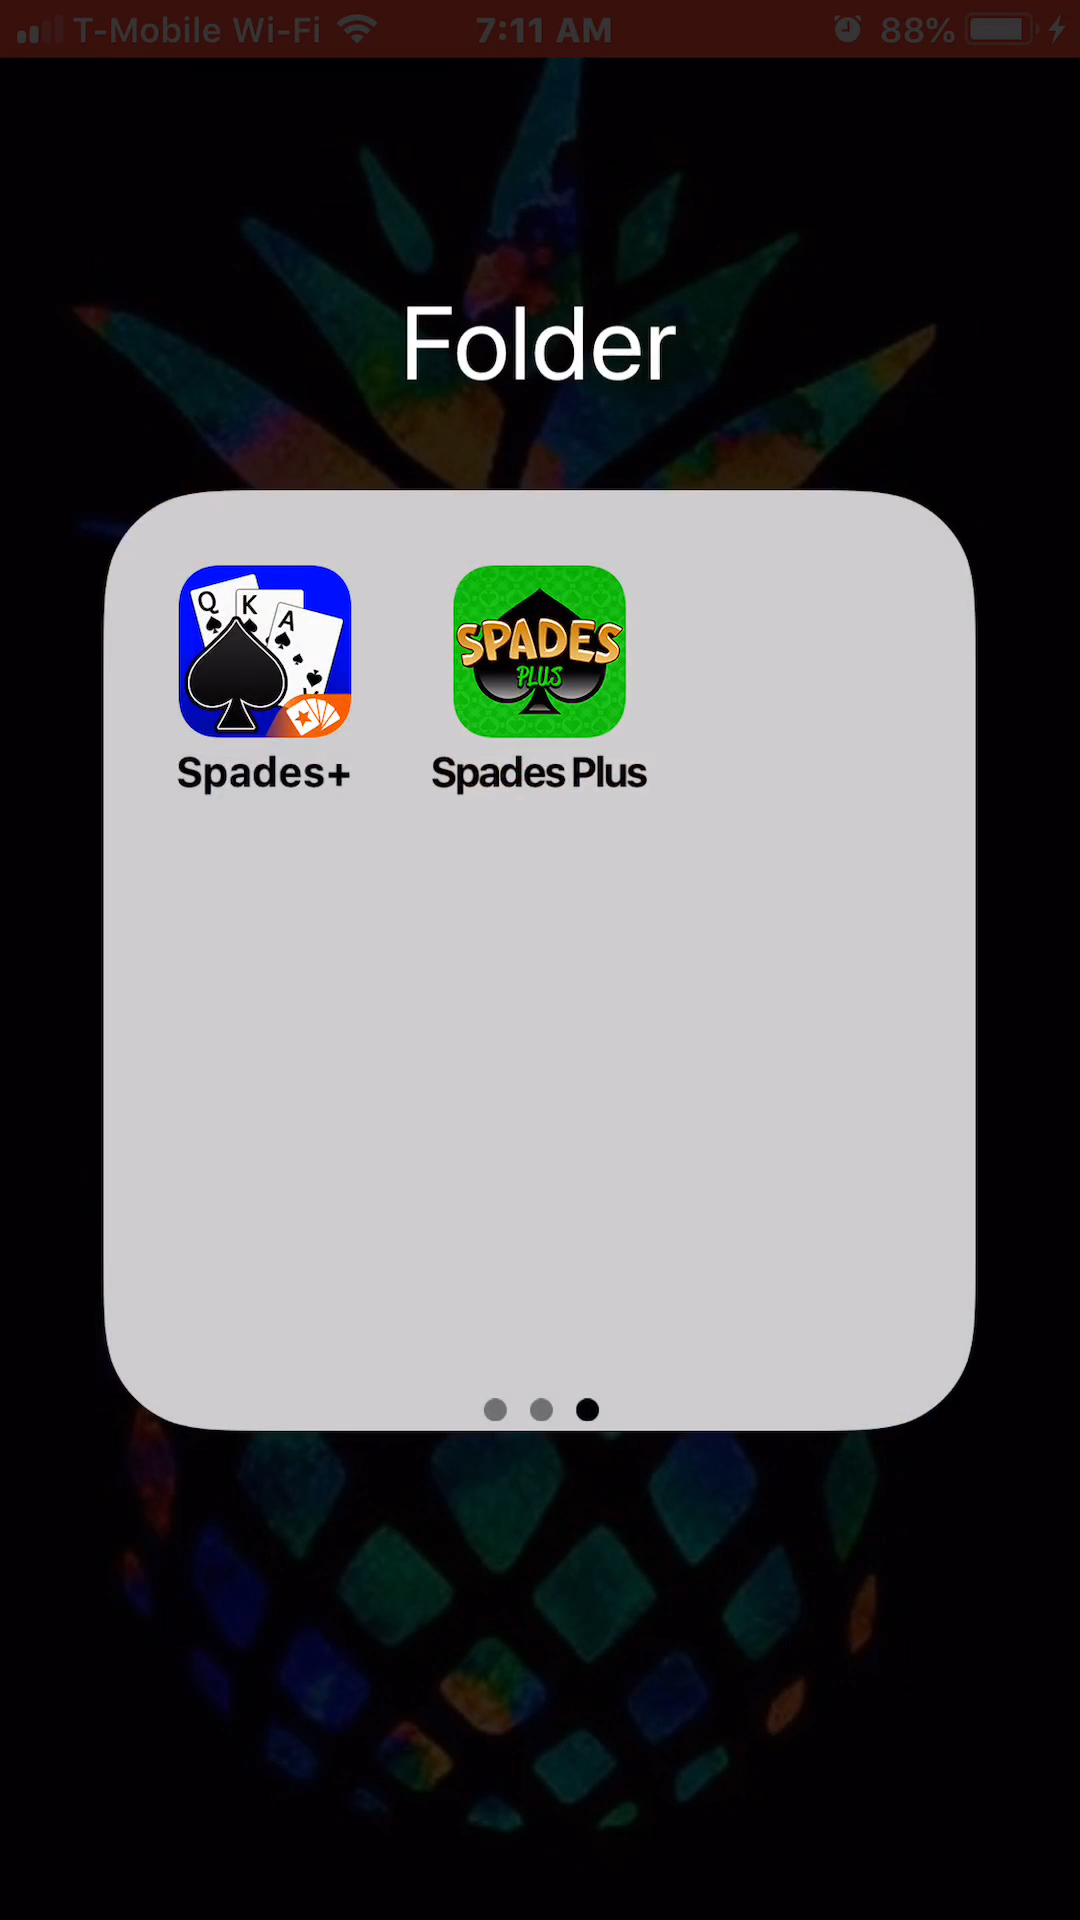 T-Mobile Wi-Fi 7:11 AM 88%
Folder
Q K A
SPADES
PLUS
Spades+ Spades Plus